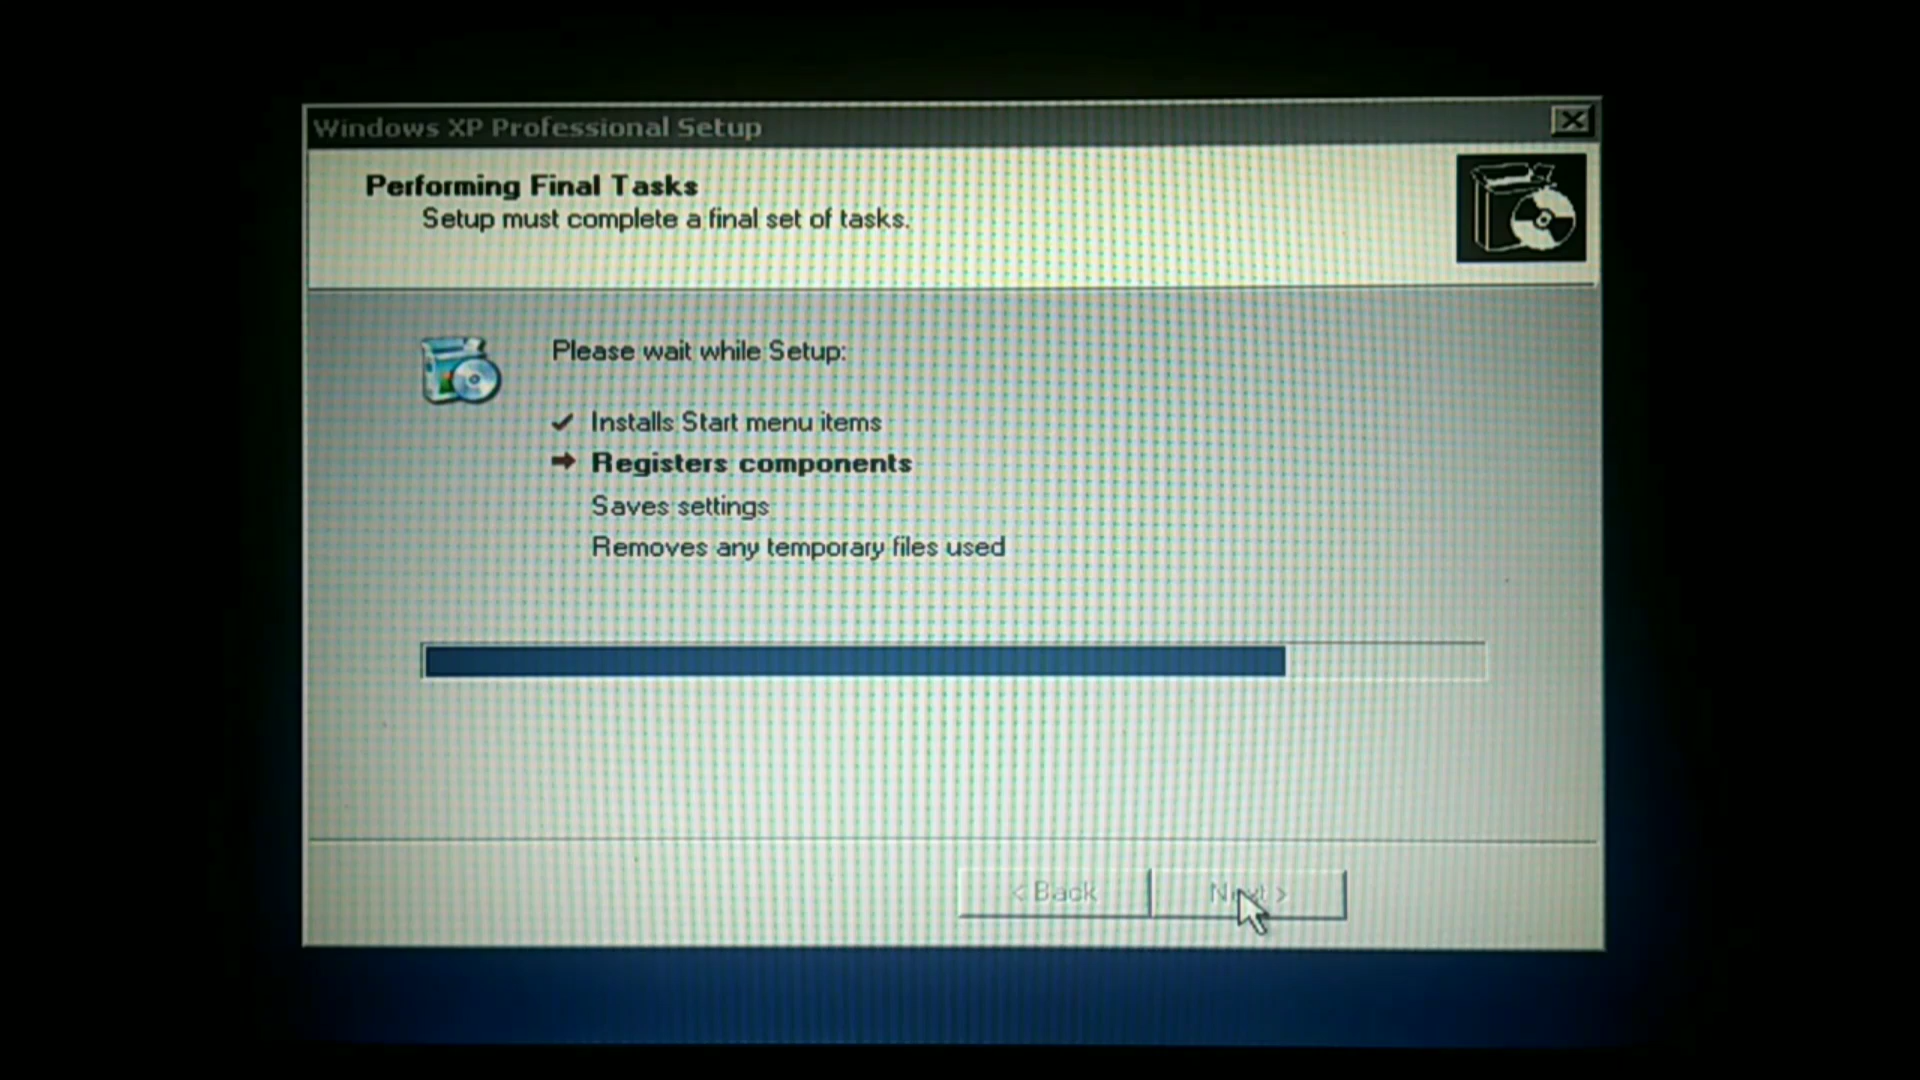 Windows XP Professional Setup
Performing Final Tasks
Setup must complete a final set of tasks.
Please wait while Setup:
Installs Start menu items
Registers components
Saves settings
Removes any temporary files used
< Back
Next >